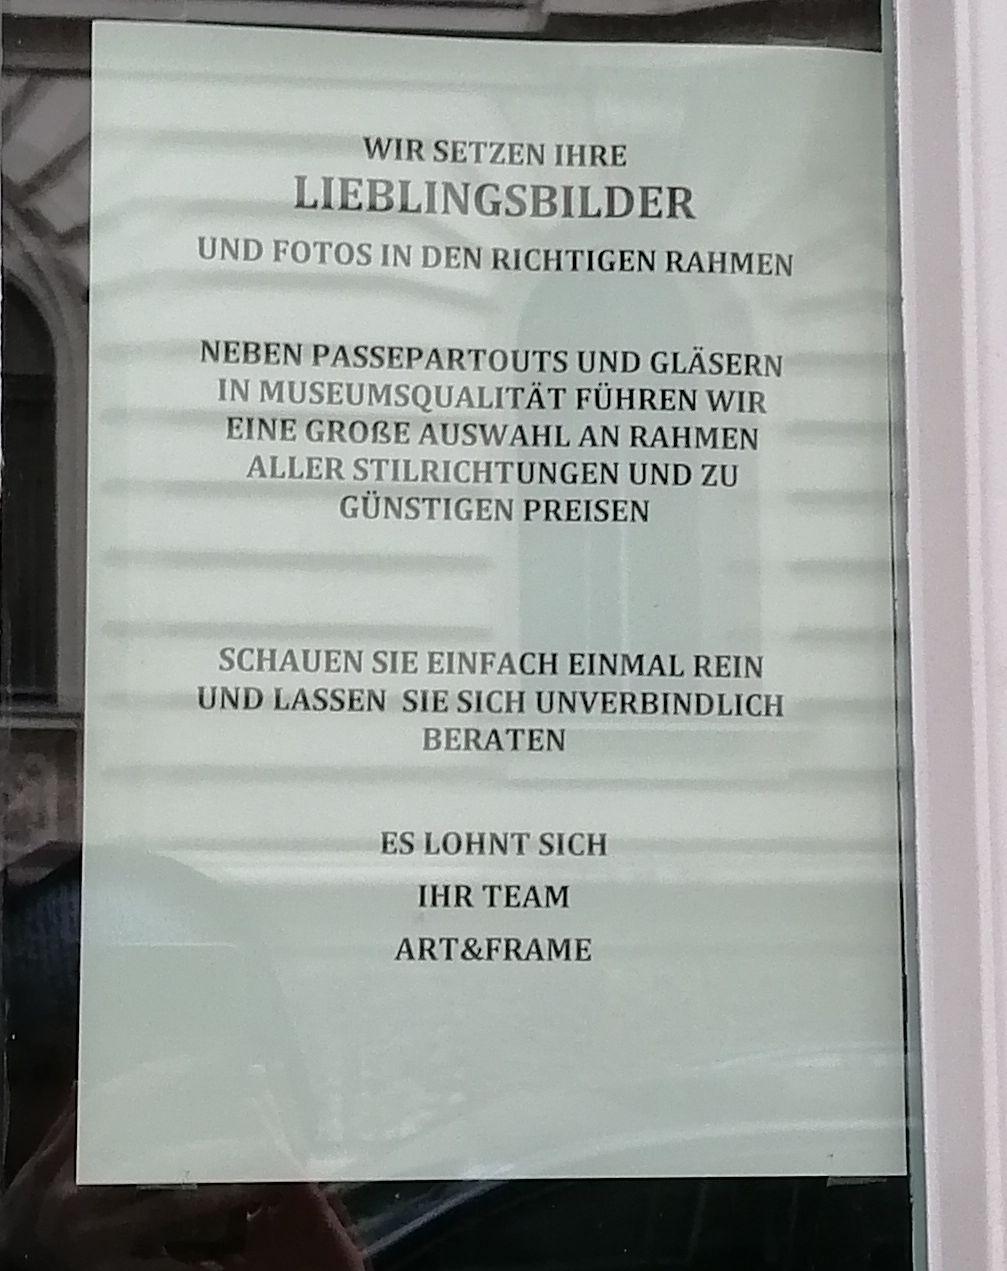 WIR SETZEN IHRE
LIEBLINGSBILDER
UND FOTOS IN DEN RICHTIGEN RAHMEN
NEBEN PASSEPARTOUTS UND GLÄSERN
IN MUSEUMSQUALITÄT FÜHREN WIR
EINE GROßE AUSWAHL AN RAHMEN
ALLER STILRICHTUNGEN UND ZU
GÜNSTIGEN PREISEN
SCHAUEN SIE EINFACH EINMAL REIN
UND LASSEN  SIE SICH UNVERBINDLICH
BERATEN
ES LOHNT SICH
IHR TEAM
ART&FRAME